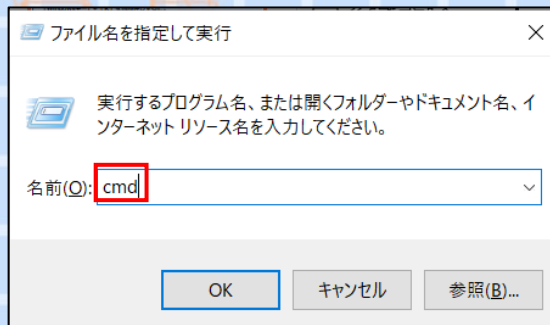 ファイル名を指定して実行
実行するプログラム名、または開くフォルダーやドキュメント名、イ
ンターネット リソース名を入力してください。
名前(O): cmd
OK キャンセル 参照(B)...